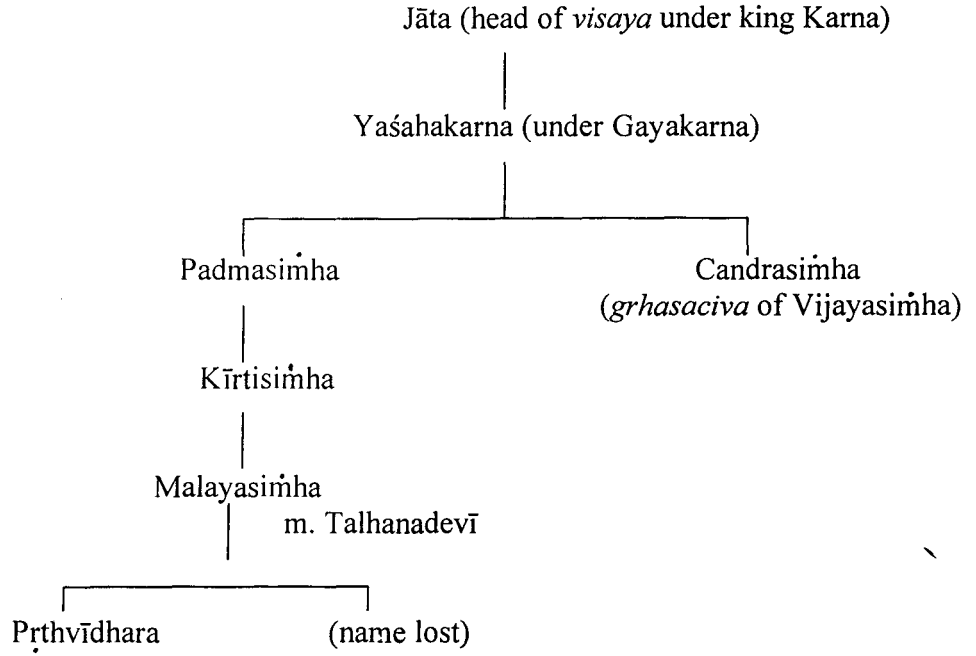 Jāta (head of visaya under king Karna)
Yaśahakarna (under Gayakarna)
Padmasiṁha
Candrasiṁha
(grhasaciva of Vijayasiṁha)
Kīrtisiṁha
Malayasiṁha
m. Talhanadevī
Pṛthvīdhara
(name lost)